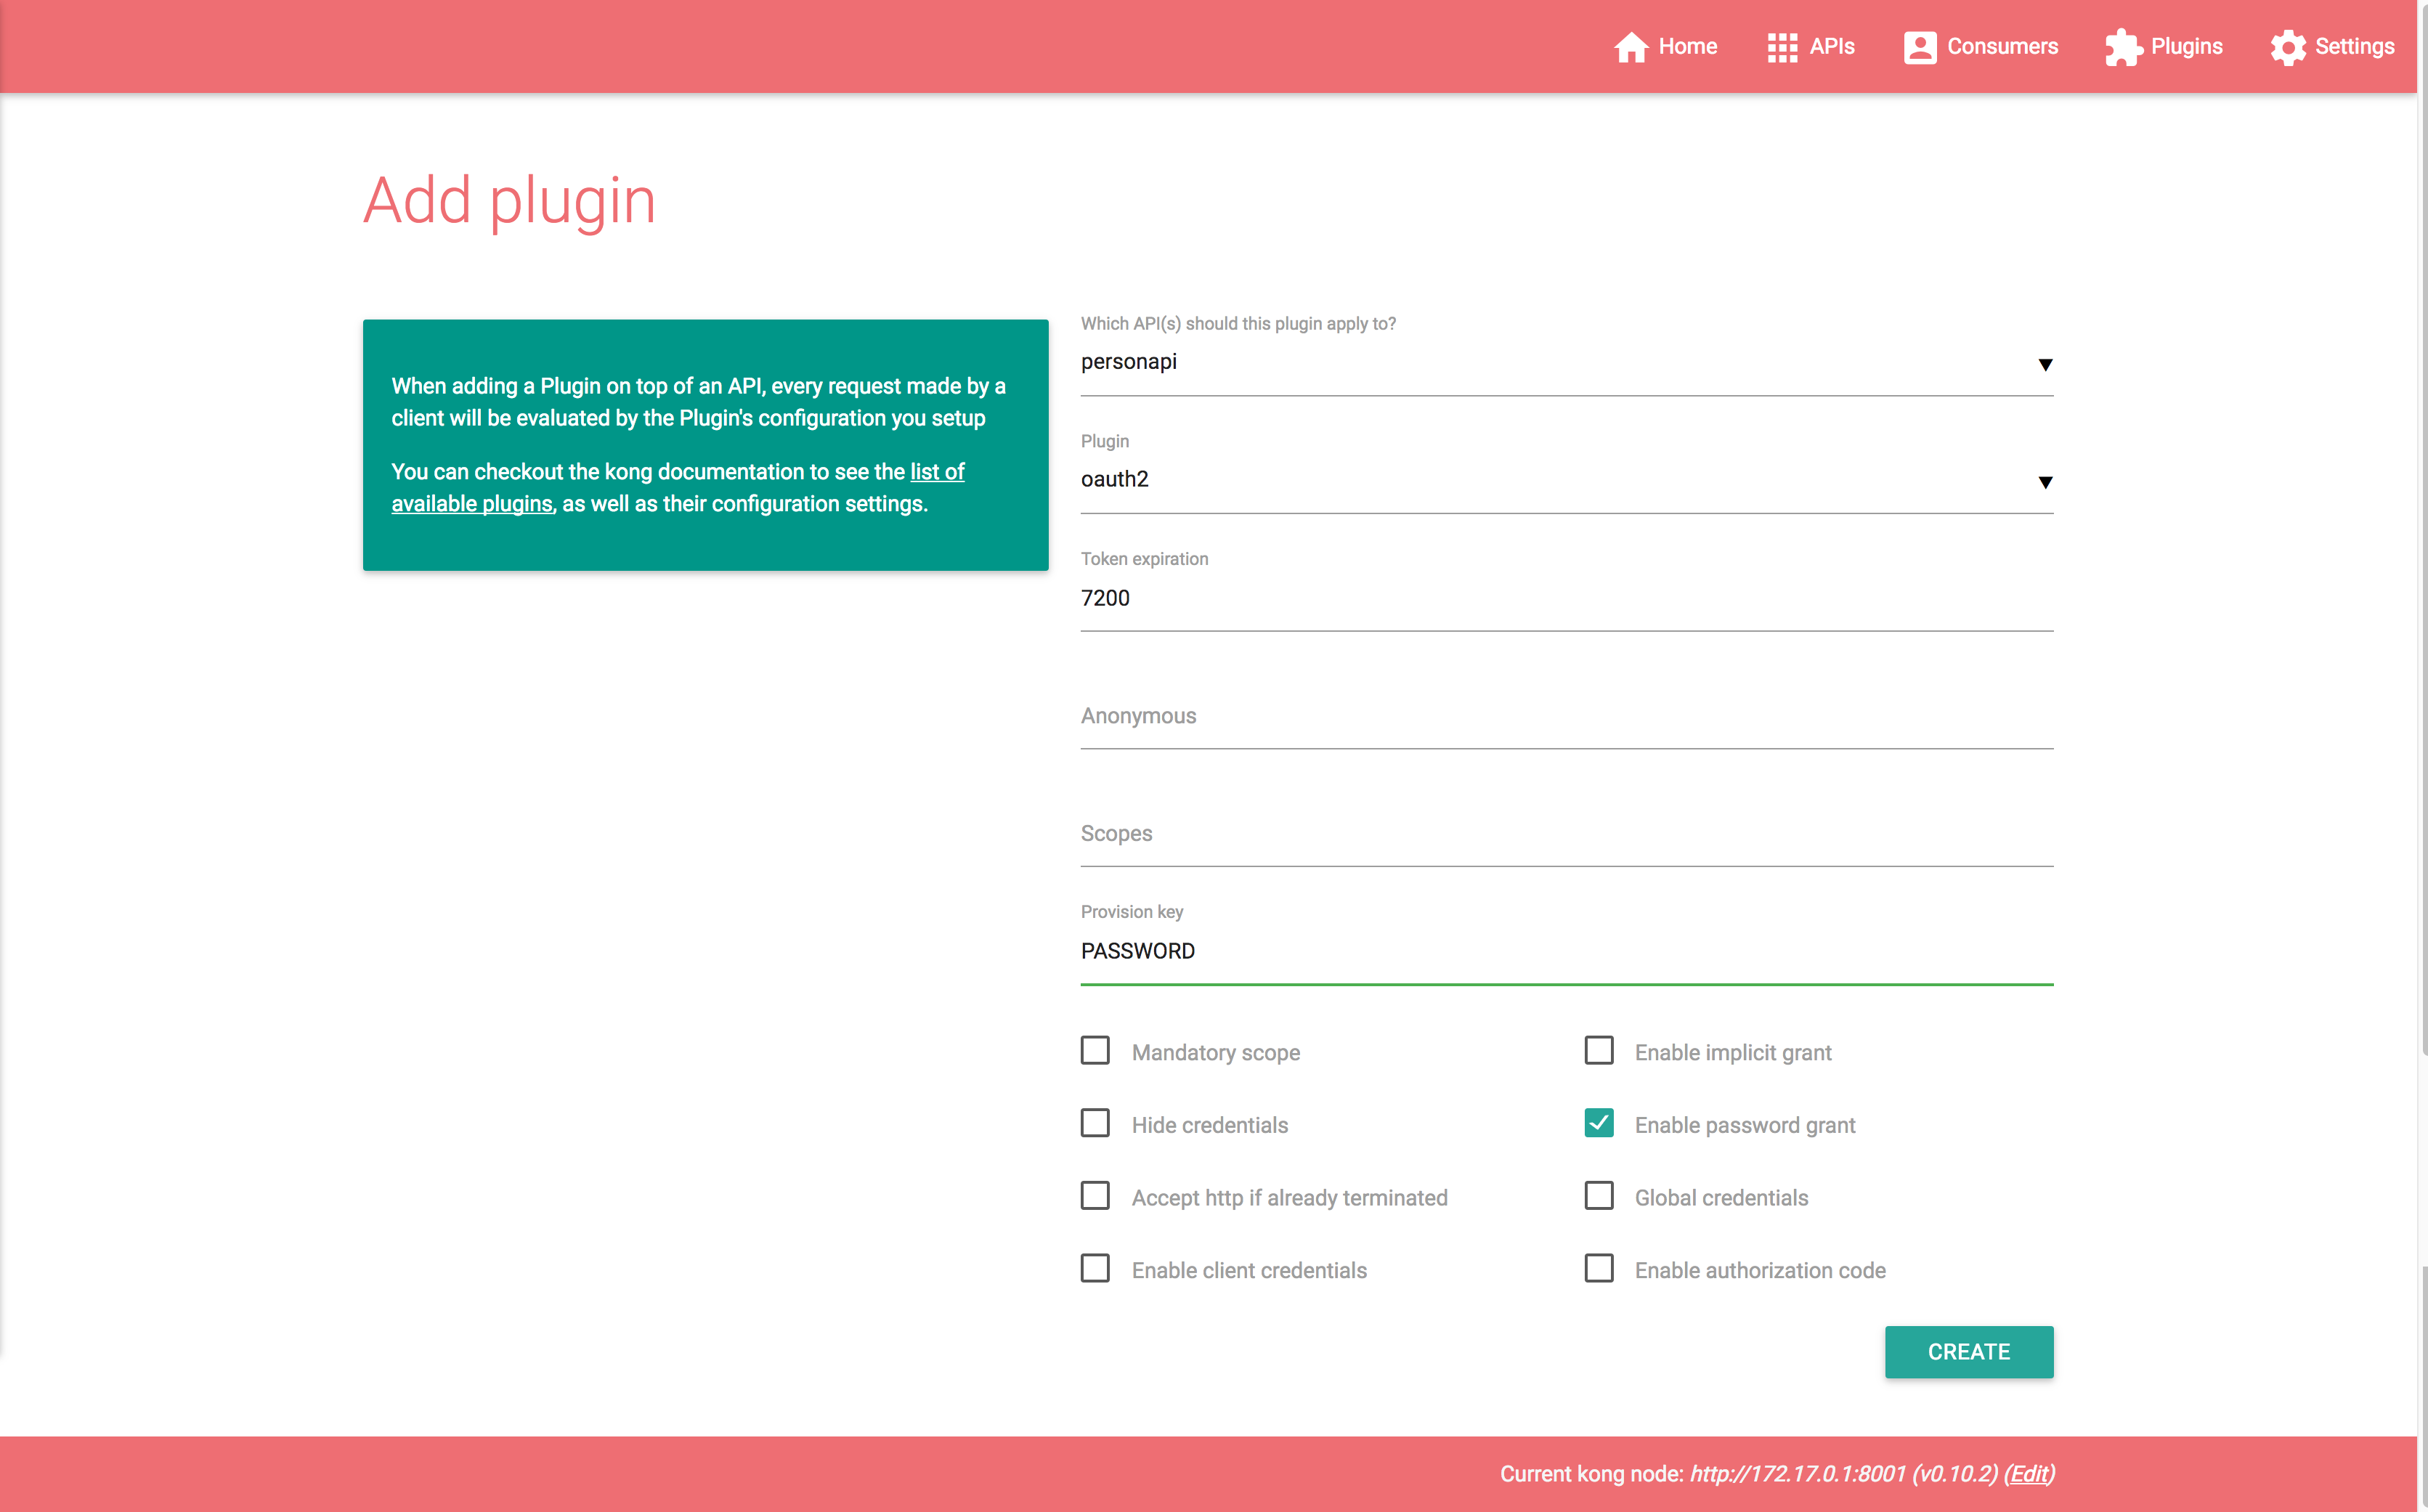 Home APIs Consumers Plugins Settings
Add plugin
When adding a Plugin on top of an API, every request made by a
client will be evaluated by the Plugin's configuration you setup
You can checkout the kong documentation to see the list of
available plugins, as well as their configuration settings.
Which API(s) should this plugin apply to?
personapi
Plugin
oauth2
Token expiration
7200
Anonymous
Scopes
Provision key
PASSWORD
Mandatory scope
Enable implicit grant
Hide credentials
Enable password grant
Accept http if already terminated
Global credentials
Enable client credentials
Enable authorization code
CREATE
Current kong node: http://172.17.0.1:8001 (v0.10.2) (Edit)